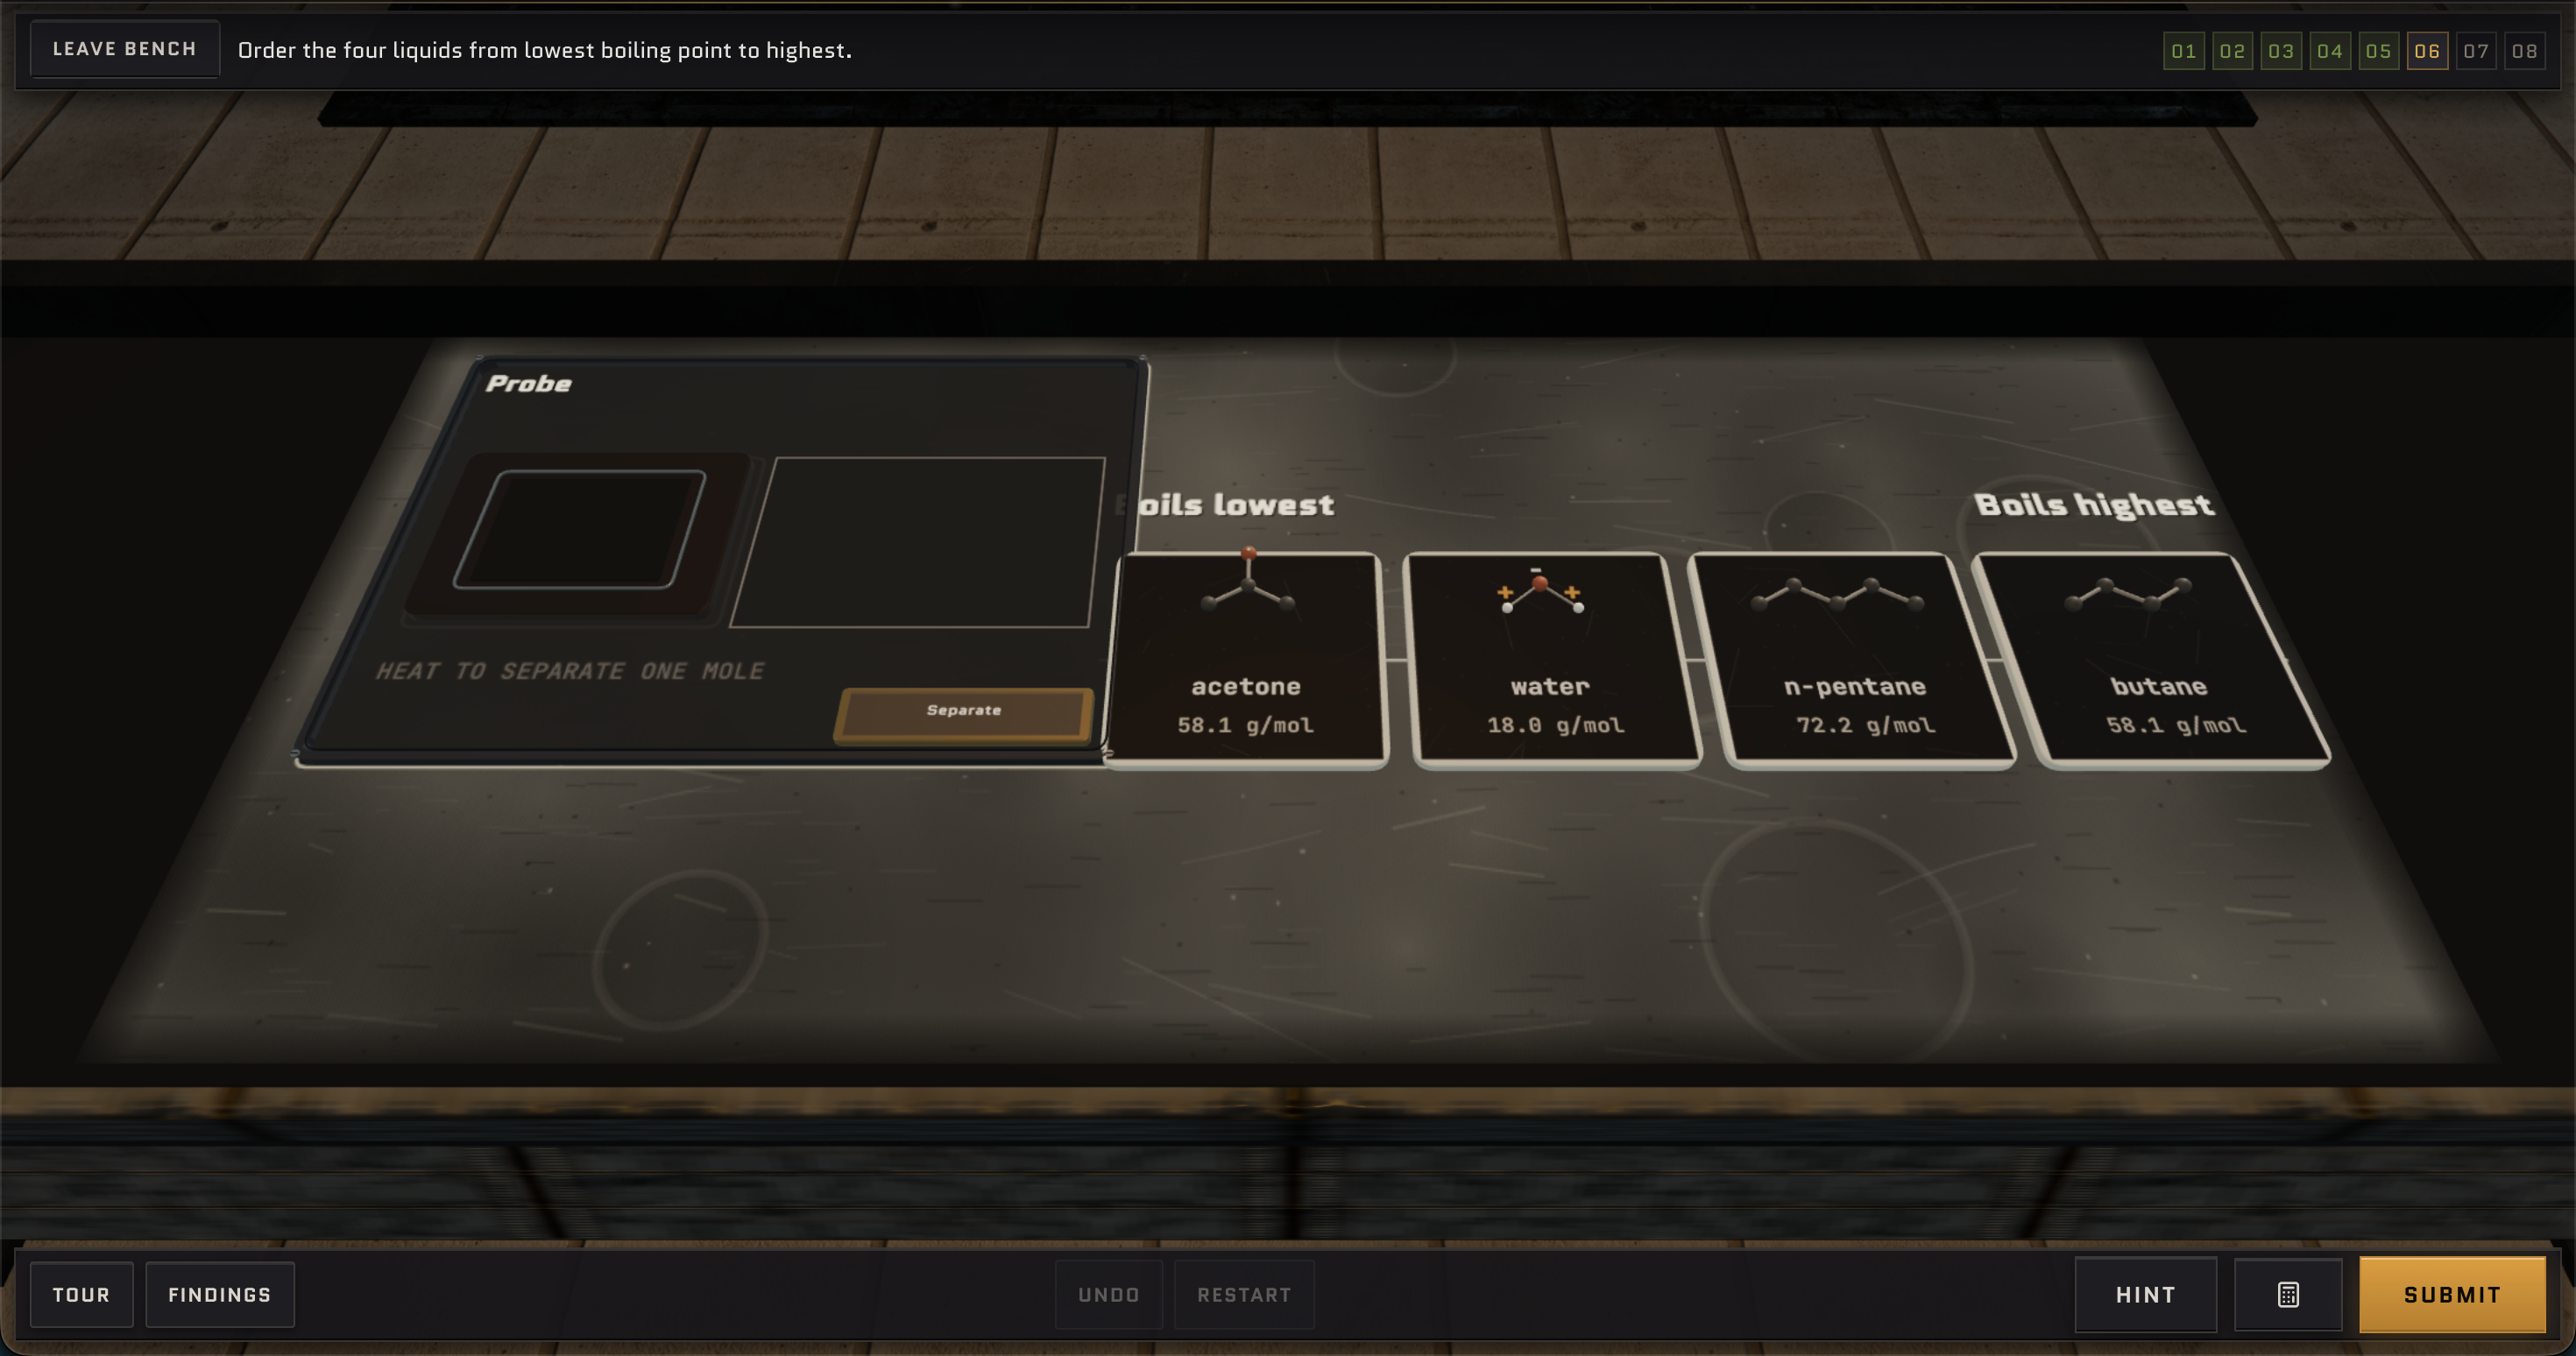 LEAVE BENCH
Order the four liquids from lowest boiling point to highest.
01 02 03 04 05 06 07 08
Probe
Boils lowest
Boils highest
HEAT TO SEPARATE ONE MOLE
Separate
acetone
58.1 g/mol
water
18.0 g/mol
n-pentane
72.2 g/mol
butane
58.1 g/mol
TOUR
FINDINGS
UNDO
RESTART
HINT
SUBMIT